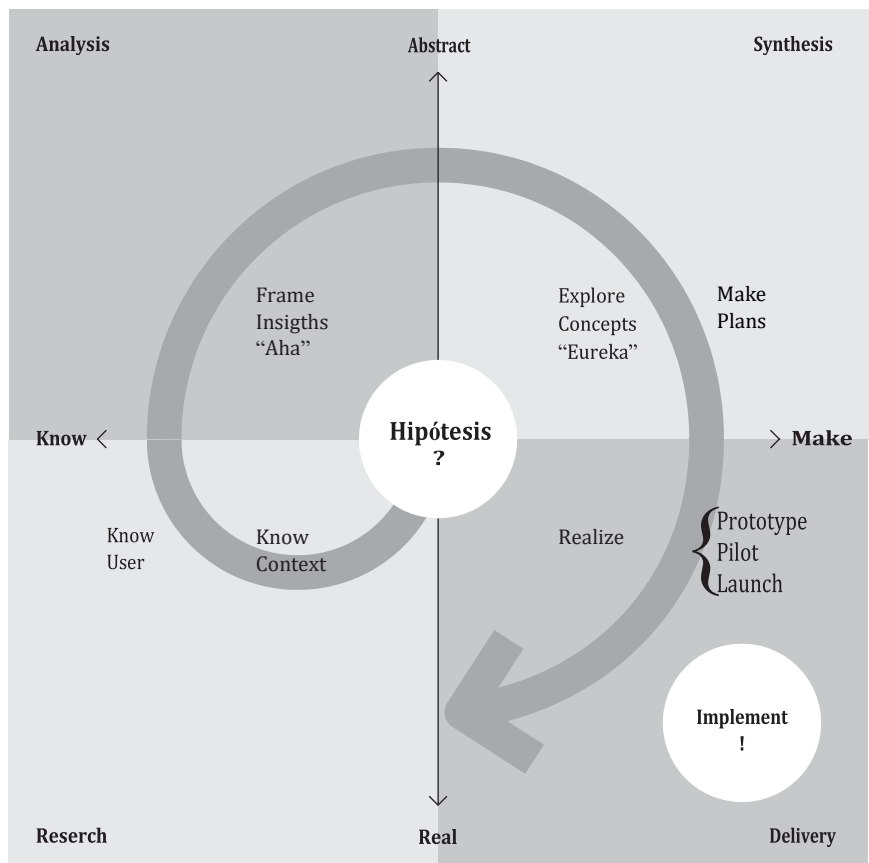 Analysis
Abstract
Synthesis
Frame
Insigths
“Aha”
Explore
Concepts
“Eureka”
Make
Plans
Know
Hipótesis
?
Make
Know
User
Know
Context
Realize
{
Prototype
Pilot
Launch
Implement
!
Reserch
Real
Delivery